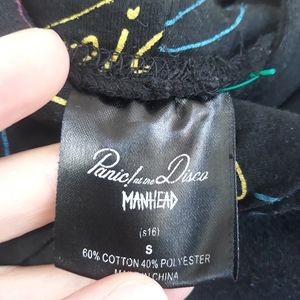 Panic! at the Disco
MANHEAD
(s16)
S
60% COTTON 40% POLYESTER
MADE IN CHINA